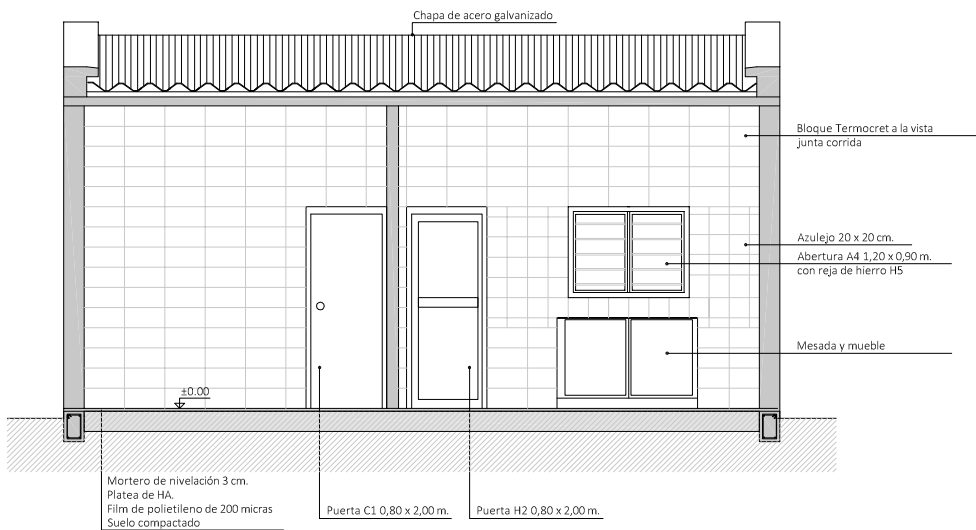 Chapa de acero galvanizado
Bloque Termocret a la vista
junta corrida
Azulejo 20 x 20 cm.
Abertura A4 1,20 x 0,90 m.
con reja de hierro H5
Mesada y mueble
±0.00
Mortero de nivelación 3 cm.
Platea de HA.
Film de polietileno de 200 micras
Suelo compactado
Puerta C1 0,80 x 2,00 m.
Puerta H2 0,80 x 2,00 m.